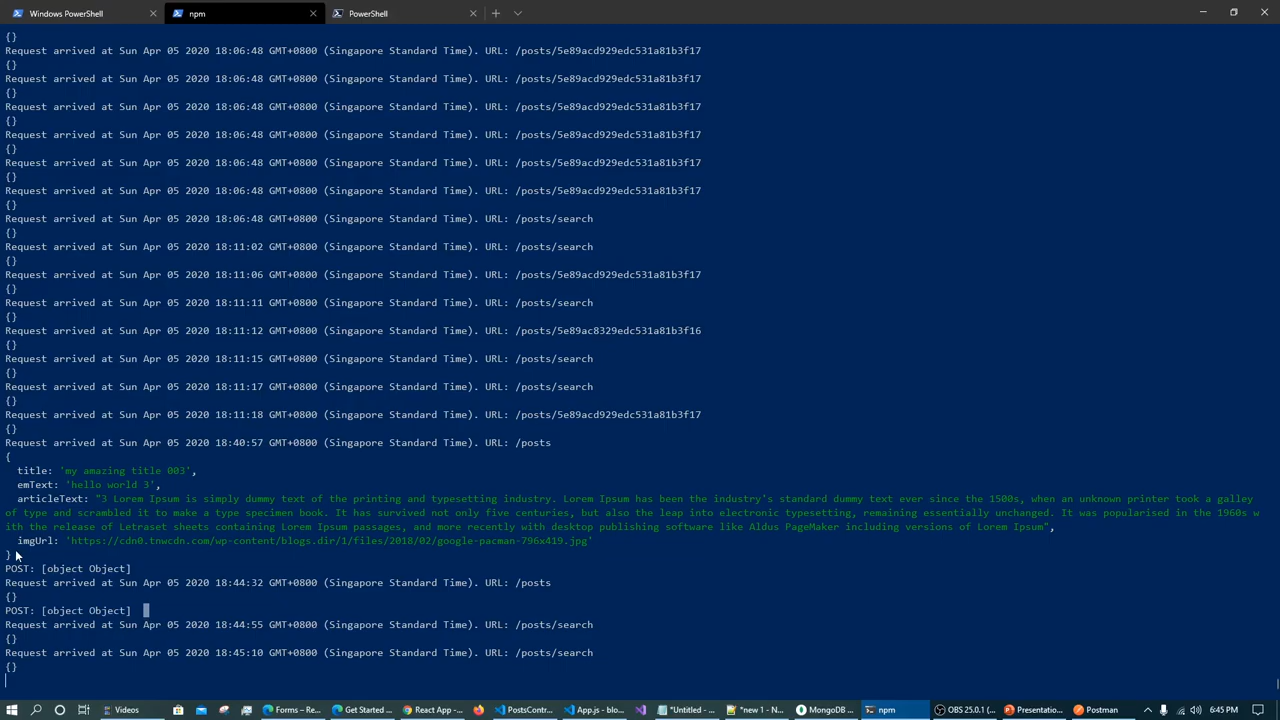 Windows PowerShell
npm
PowerShell
{}
Request arrived at Sun Apr 05 2020 18:06:48 GMT+0800 (Singapore Standard Time). URL: /posts/5e89acd929edc531a81b3f17
{}
Request arrived at Sun Apr 05 2020 18:06:48 GMT+0800 (Singapore Standard Time). URL: /posts/5e89acd929edc531a81b3f17
{}
Request arrived at Sun Apr 05 2020 18:06:48 GMT+0800 (Singapore Standard Time). URL: /posts/5e89acd929edc531a81b3f17
{}
Request arrived at Sun Apr 05 2020 18:06:48 GMT+0800 (Singapore Standard Time). URL: /posts/5e89acd929edc531a81b3f17
{}
Request arrived at Sun Apr 05 2020 18:06:48 GMT+0800 (Singapore Standard Time). URL: /posts/5e89acd929edc531a81b3f17
{}
Request arrived at Sun Apr 05 2020 18:06:48 GMT+0800 (Singapore Standard Time). URL: /posts/5e89acd929edc531a81b3f17
{}
Request arrived at Sun Apr 05 2020 18:06:48 GMT+0800 (Singapore Standard Time). URL: /posts/search
{}
Request arrived at Sun Apr 05 2020 18:11:02 GMT+0800 (Singapore Standard Time). URL: /posts/search
{}
Request arrived at Sun Apr 05 2020 18:11:06 GMT+0800 (Singapore Standard Time). URL: /posts/5e89acd929edc531a81b3f17
{}
Request arrived at Sun Apr 05 2020 18:11:11 GMT+0800 (Singapore Standard Time). URL: /posts/search
{}
Request arrived at Sun Apr 05 2020 18:11:12 GMT+0800 (Singapore Standard Time). URL: /posts/5e89ac8329edc531a81b3f16
{}
Request arrived at Sun Apr 05 2020 18:11:15 GMT+0800 (Singapore Standard Time). URL: /posts/search
{}
Request arrived at Sun Apr 05 2020 18:11:17 GMT+0800 (Singapore Standard Time). URL: /posts/search
{}
Request arrived at Sun Apr 05 2020 18:11:18 GMT+0800 (Singapore Standard Time). URL: /posts/5e89acd929edc531a81b3f17
{}
Request arrived at Sun Apr 05 2020 18:40:57 GMT+0800 (Singapore Standard Time). URL: /posts
{
title: 'my amazing title 003',
emText: 'hello world 3',
articleText: "3 Lorem Ipsum is simply dummy text of the printing and typesetting industry. Lorem Ipsum has been the industry's standard dummy text ever since the 1500s, when an unknown printer took a galley
of type and scrambled it to make a type specimen book. It has survived not only five centuries, but also the leap into electronic typesetting, remaining essentially unchanged. It was popularised in the 1960s w
ith the release of Letraset sheets containing Lorem Ipsum passages, and more recently with desktop publishing software like Aldus PageMaker including versions of Lorem Ipsum",
imgUrl: 'https://cdn0.tnwcdn.com/wp-content/blogs.dir/1/files/2018/02/google-pacman-796x419.jpg'
}
POST: [object Object]
Request arrived at Sun Apr 05 2020 18:44:32 GMT+0800 (Singapore Standard Time). URL: /posts
{}
POST: [object Object]
Request arrived at Sun Apr 05 2020 18:44:55 GMT+0800 (Singapore Standard Time). URL: /posts/search
{}
Request arrived at Sun Apr 05 2020 18:45:10 GMT+0800 (Singapore Standard Time). URL: /posts/search
{}
Videos
Forms – Re...
Get Started ...
React App -...
PostsContr...
App.js - blo...
*Untitled - ...
*new 1 - N...
MongoDB ...
npm
OBS 25.0.1 (...
Presentatio...
Postman
6:45 PM